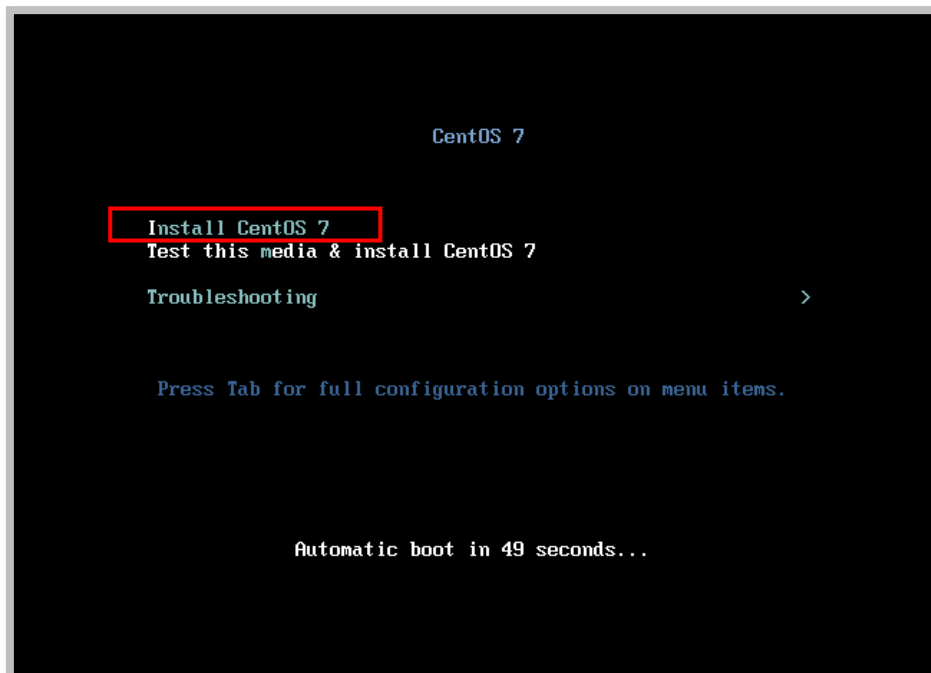 CentOS 7
Install CentOS 7
Test this media & install CentOS 7
Troubleshooting >
Press Tab for full configuration options on menu items.
Automatic boot in 49 seconds...